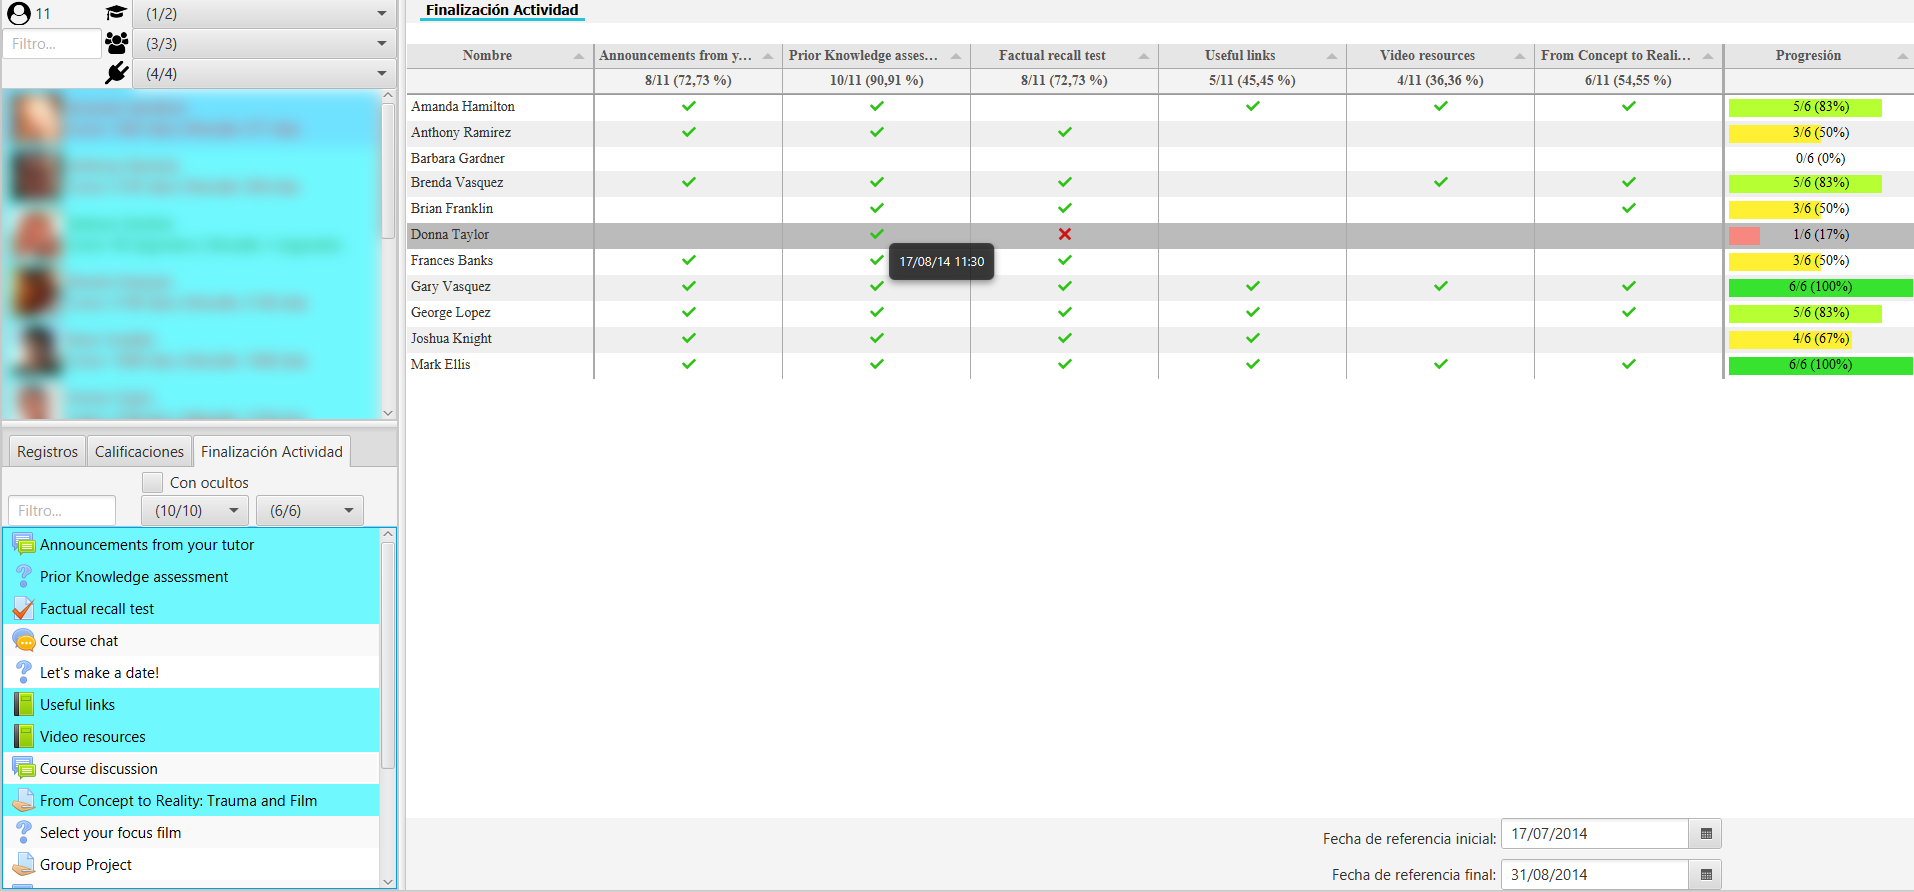 11
(1/2)
Filtro...
(3/3)
(4/4)
Registros
Calificaciones
Finalización Actividad
Con ocultos
Filtro...
(10/10)
(6/6)
Announcements from your tutor
Prior Knowledge assessment
Factual recall test
Course chat
Let's make a date!
Useful links
Video resources
Course discussion
From Concept to Reality: Trauma and Film
Select your focus film
Group Project
Finalización Actividad
Nombre Announcements from y... Prior Knowledge asses... Factual recall test Useful links Video resources From Concept to Reali... Progresión
8/11 (72,73 %) 10/11 (90,91 %) 8/11 (72,73 %) 5/11 (45,45 %) 4/11 (36,36 %) 6/11 (54,55 %)
Amanda Hamilton 5/6 (83%)
Anthony Ramirez 3/6 (50%)
Barbara Gardner 0/6 (0%)
Brenda Vasquez 5/6 (83%)
Brian Franklin 3/6 (50%)
Donna Taylor 1/6 (17%)
17/08/14 11:30
Frances Banks 3/6 (50%)
Gary Vasquez 6/6 (100%)
George Lopez 5/6 (83%)
Joshua Knight 4/6 (67%)
Mark Ellis 6/6 (100%)
Fecha de referencia inicial: 17/07/2014
Fecha de referencia final: 31/08/2014